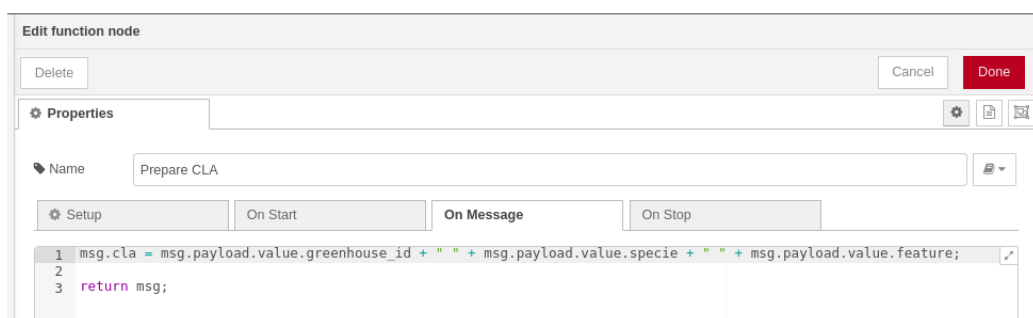 Edit function node
Delete Cancel Done
Properties
Name Prepare CLA
Setup On Start On Message On Stop
1 msg.cla = msg.payload.value.greenhouse_id + " " + msg.payload.value.specie + " " + msg.payload.value.feature;
2
3 return msg;